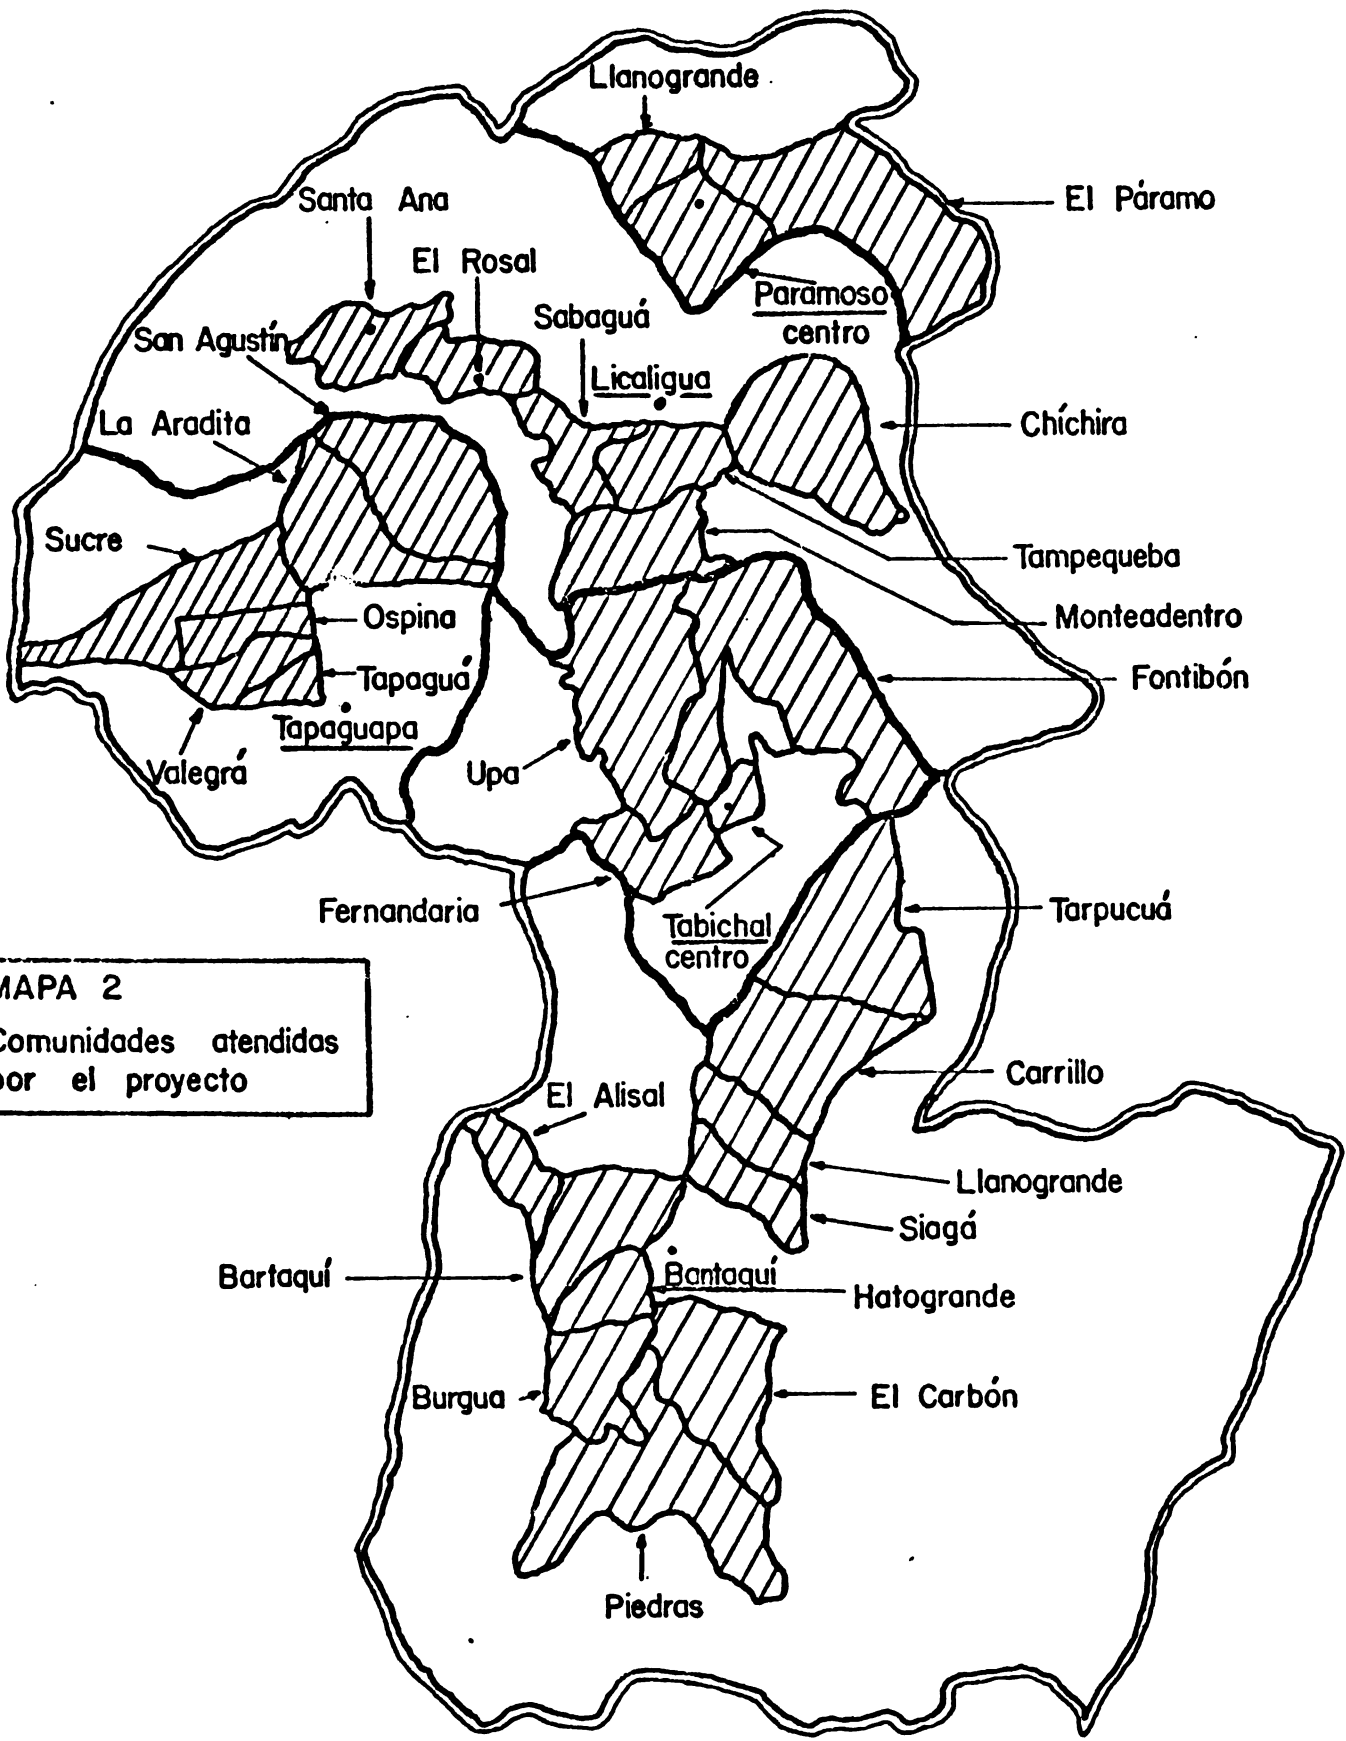 Llanogrande
El Páramo
Santa Ana
El Rosal
Paramoso
centro
Sabaguá
San Agustín
Licaligua
La Aradita
Chíchira
Sucre
Tampequeba
Ospina
Monteadentro
Tapaguá
Fontibón
Tapaguapa
Valegrá
Upa
Fernandaria
Tabichal
centro
Tarpucuá
MAPA 2
Comunidades atendidas
por el proyecto
Carrillo
El Alisal
Llanogrande
Siagá
Bartaquí
Bantaquí
Hatogrande
Burgua
El Carbón
Piedras